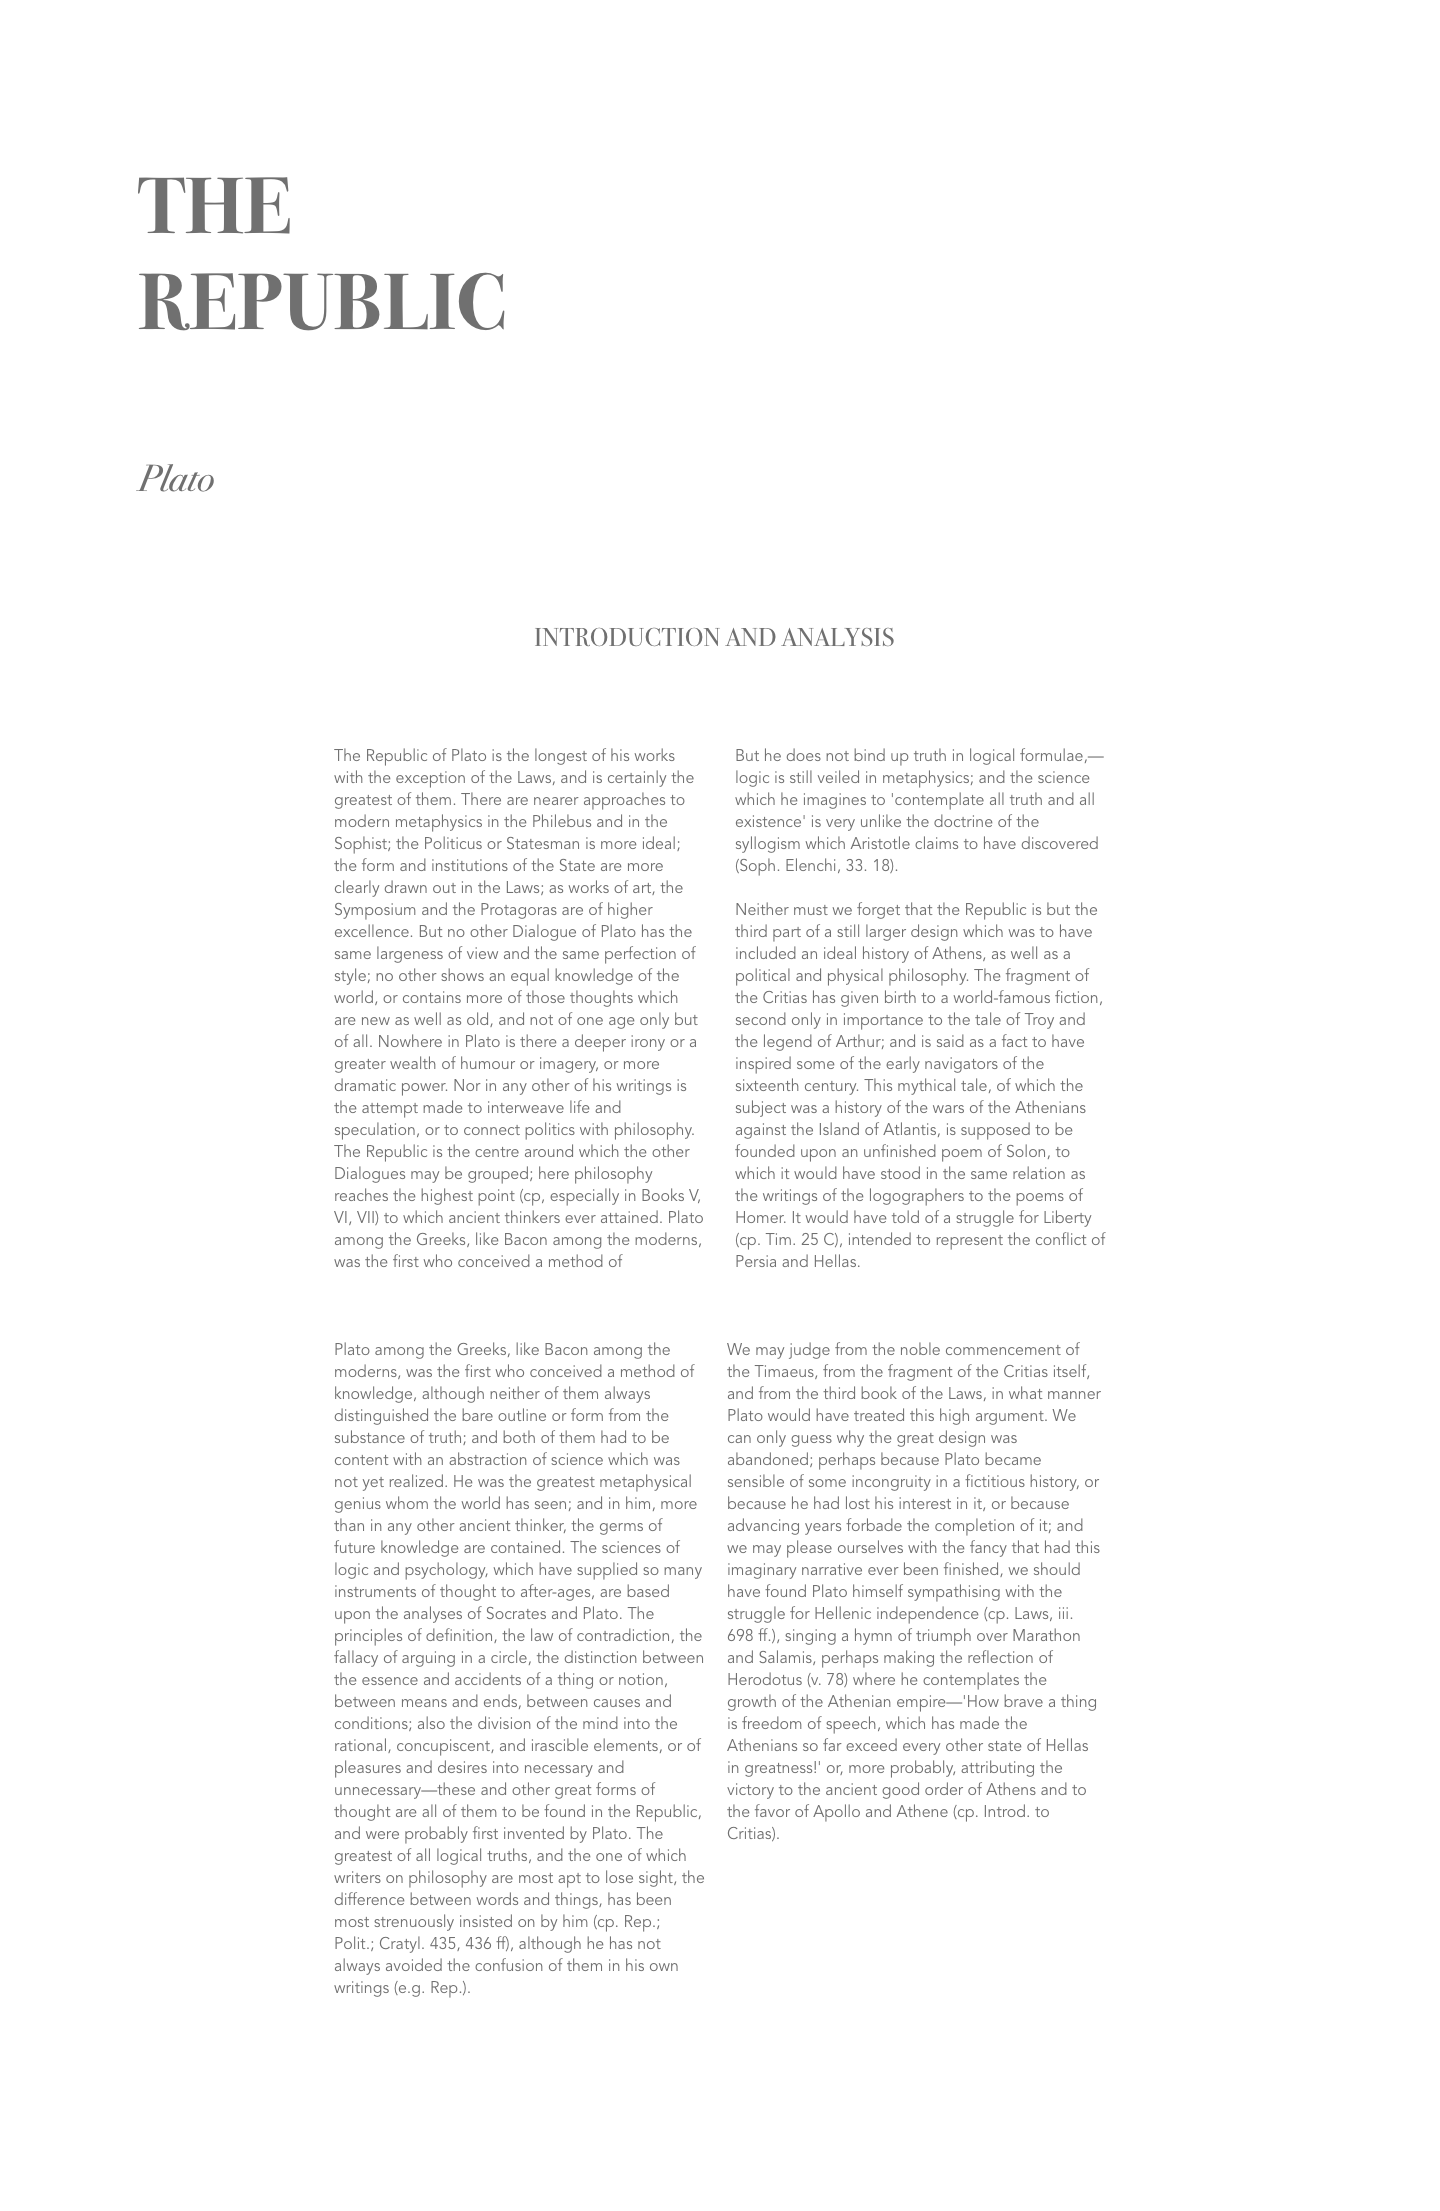 THE
REPUBLIC
Plato
INTRODUCTION AND ANALYSIS
The Republic of Plato is the longest of his works
with the exception of the Laws, and is certainly the
greatest of them. There are nearer approaches to
modern metaphysics in the Philebus and in the
Sophist; the Politicus or Statesman is more ideal;
the form and institutions of the State are more
clearly drawn out in the Laws; as works of art, the
Symposium and the Protagoras are of higher
excellence. But no other Dialogue of Plato has the
same largeness of view and the same perfection of
style; no other shows an equal knowledge of the
world, or contains more of those thoughts which
are new as well as old, and not of one age only but
of all. Nowhere in Plato is there a deeper irony or a
greater wealth of humour or imagery, or more
dramatic power. Nor in any other of his writings is
the attempt made to interweave life and
speculation, or to connect politics with philosophy.
The Republic is the centre around which the other
Dialogues may be grouped; here philosophy
reaches the highest point (cp, especially in Books V,
VI, VII) to which ancient thinkers ever attained. Plato
among the Greeks, like Bacon among the moderns,
was the first who conceived a method of
But he does not bind up truth in logical formulae,—
logic is still veiled in metaphysics; and the science
which he imagines to 'contemplate all truth and all
existence' is very unlike the doctrine of the
syllogism which Aristotle claims to have discovered
(Soph. Elenchi, 33. 18).
Neither must we forget that the Republic is but the
third part of a still larger design which was to have
included an ideal history of Athens, as well as a
political and physical philosophy. The fragment of
the Critias has given birth to a world-famous fiction,
second only in importance to the tale of Troy and
the legend of Arthur; and is said as a fact to have
inspired some of the early navigators of the
sixteenth century. This mythical tale, of which the
subject was a history of the wars of the Athenians
against the Island of Atlantis, is supposed to be
founded upon an unfinished poem of Solon, to
which it would have stood in the same relation as
the writings of the logographers to the poems of
Homer. It would have told of a struggle for Liberty
(cp. Tim. 25 C), intended to represent the conflict of
Persia and Hellas.
Plato among the Greeks, like Bacon among the
moderns, was the first who conceived a method of
knowledge, although neither of them always
distinguished the bare outline or form from the
substance of truth; and both of them had to be
content with an abstraction of science which was
not yet realized. He was the greatest metaphysical
genius whom the world has seen; and in him, more
than in any other ancient thinker, the germs of
future knowledge are contained. The sciences of
logic and psychology, which have supplied so many
instruments of thought to after-ages, are based
upon the analyses of Socrates and Plato. The
principles of definition, the law of contradiction, the
fallacy of arguing in a circle, the distinction between
the essence and accidents of a thing or notion,
between means and ends, between causes and
conditions; also the division of the mind into the
rational, concupiscent, and irascible elements, or of
pleasures and desires into necessary and
unnecessary—these and other great forms of
thought are all of them to be found in the Republic,
and were probably first invented by Plato. The
greatest of all logical truths, and the one of which
writers on philosophy are most apt to lose sight, the
difference between words and things, has been
most strenuously insisted on by him (cp. Rep.;
Polit.; Cratyl. 435, 436 ff), although he has not
always avoided the confusion of them in his own
writings (e.g. Rep.).
We may judge from the noble commencement of
the Timaeus, from the fragment of the Critias itself,
and from the third book of the Laws, in what manner
Plato would have treated this high argument. We
can only guess why the great design was
abandoned; perhaps because Plato became
sensible of some incongruity in a fictitious history, or
because he had lost his interest in it, or because
advancing years forbade the completion of it; and
we may please ourselves with the fancy that had this
imaginary narrative ever been finished, we should
have found Plato himself sympathising with the
struggle for Hellenic independence (cp. Laws, iii.
698 ff.), singing a hymn of triumph over Marathon
and Salamis, perhaps making the reflection of
Herodotus (v. 78) where he contemplates the
growth of the Athenian empire—'How brave a thing
is freedom of speech, which has made the
Athenians so far exceed every other state of Hellas
in greatness!' or, more probably, attributing the
victory to the ancient good order of Athens and to
the favor of Apollo and Athene (cp. Introd. to
Critias).